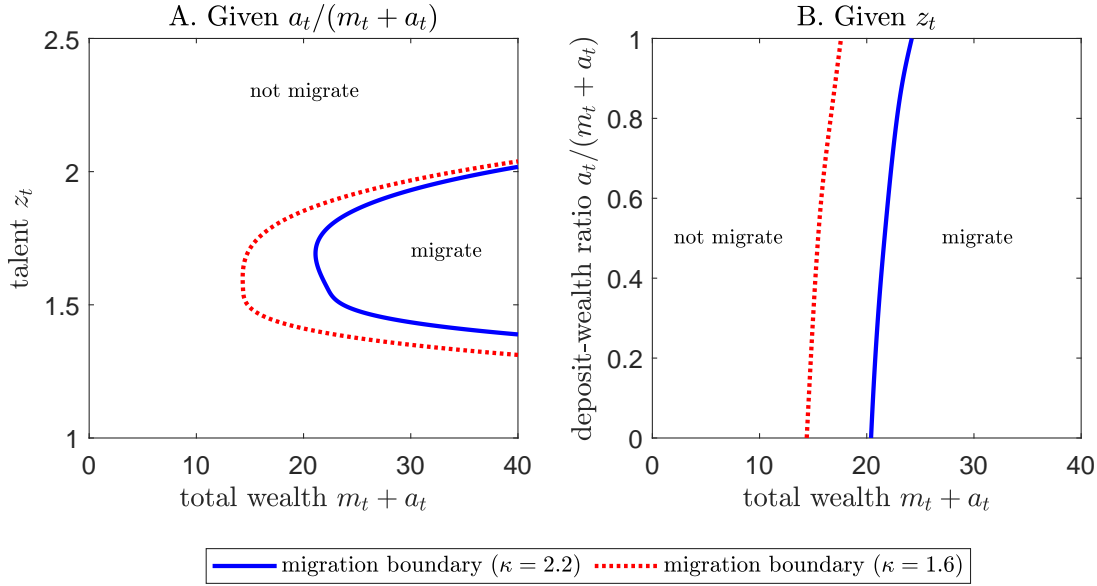 A. Given a_t/(m_t + a_t)
2.5
2
1.5
1
talent z_t
not migrate
migrate
0
10
20
30
40
total wealth m_t + a_t
B. Given z_t
1
0.8
0.6
0.4
0.2
0
deposit-wealth ratio a_t/(m_t + a_t)
not migrate
migrate
0
10
20
30
40
total wealth m_t + a_t
migration boundary (κ = 2.2)
migration boundary (κ = 1.6)